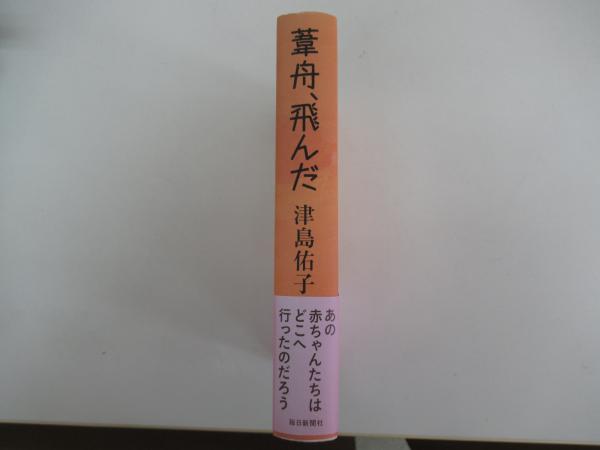 葦舟、飛んだ
津島佑子
あの
赤ちゃんたちは
どこへ
行ったのだろう
毎日新聞社